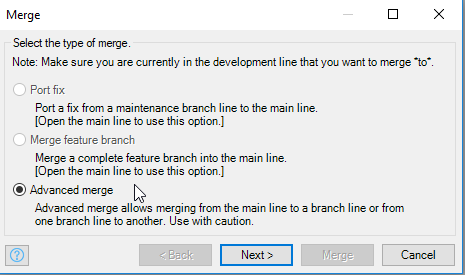 Merge
Select the type of merge.
Note: Make sure you are currently in the development line that you want to merge *to*.
Port fix
Port a fix from a maintenance branch line to the main line.
[Open the main line to use this option.]
Merge feature branch
Merge a complete feature branch into the main line.
[Open the main line to use this option.]
Advanced merge
Advanced merge allows merging from the main line to a branch line or from
one branch line to another. Use with caution.
? < Back Next > Merge Cancel